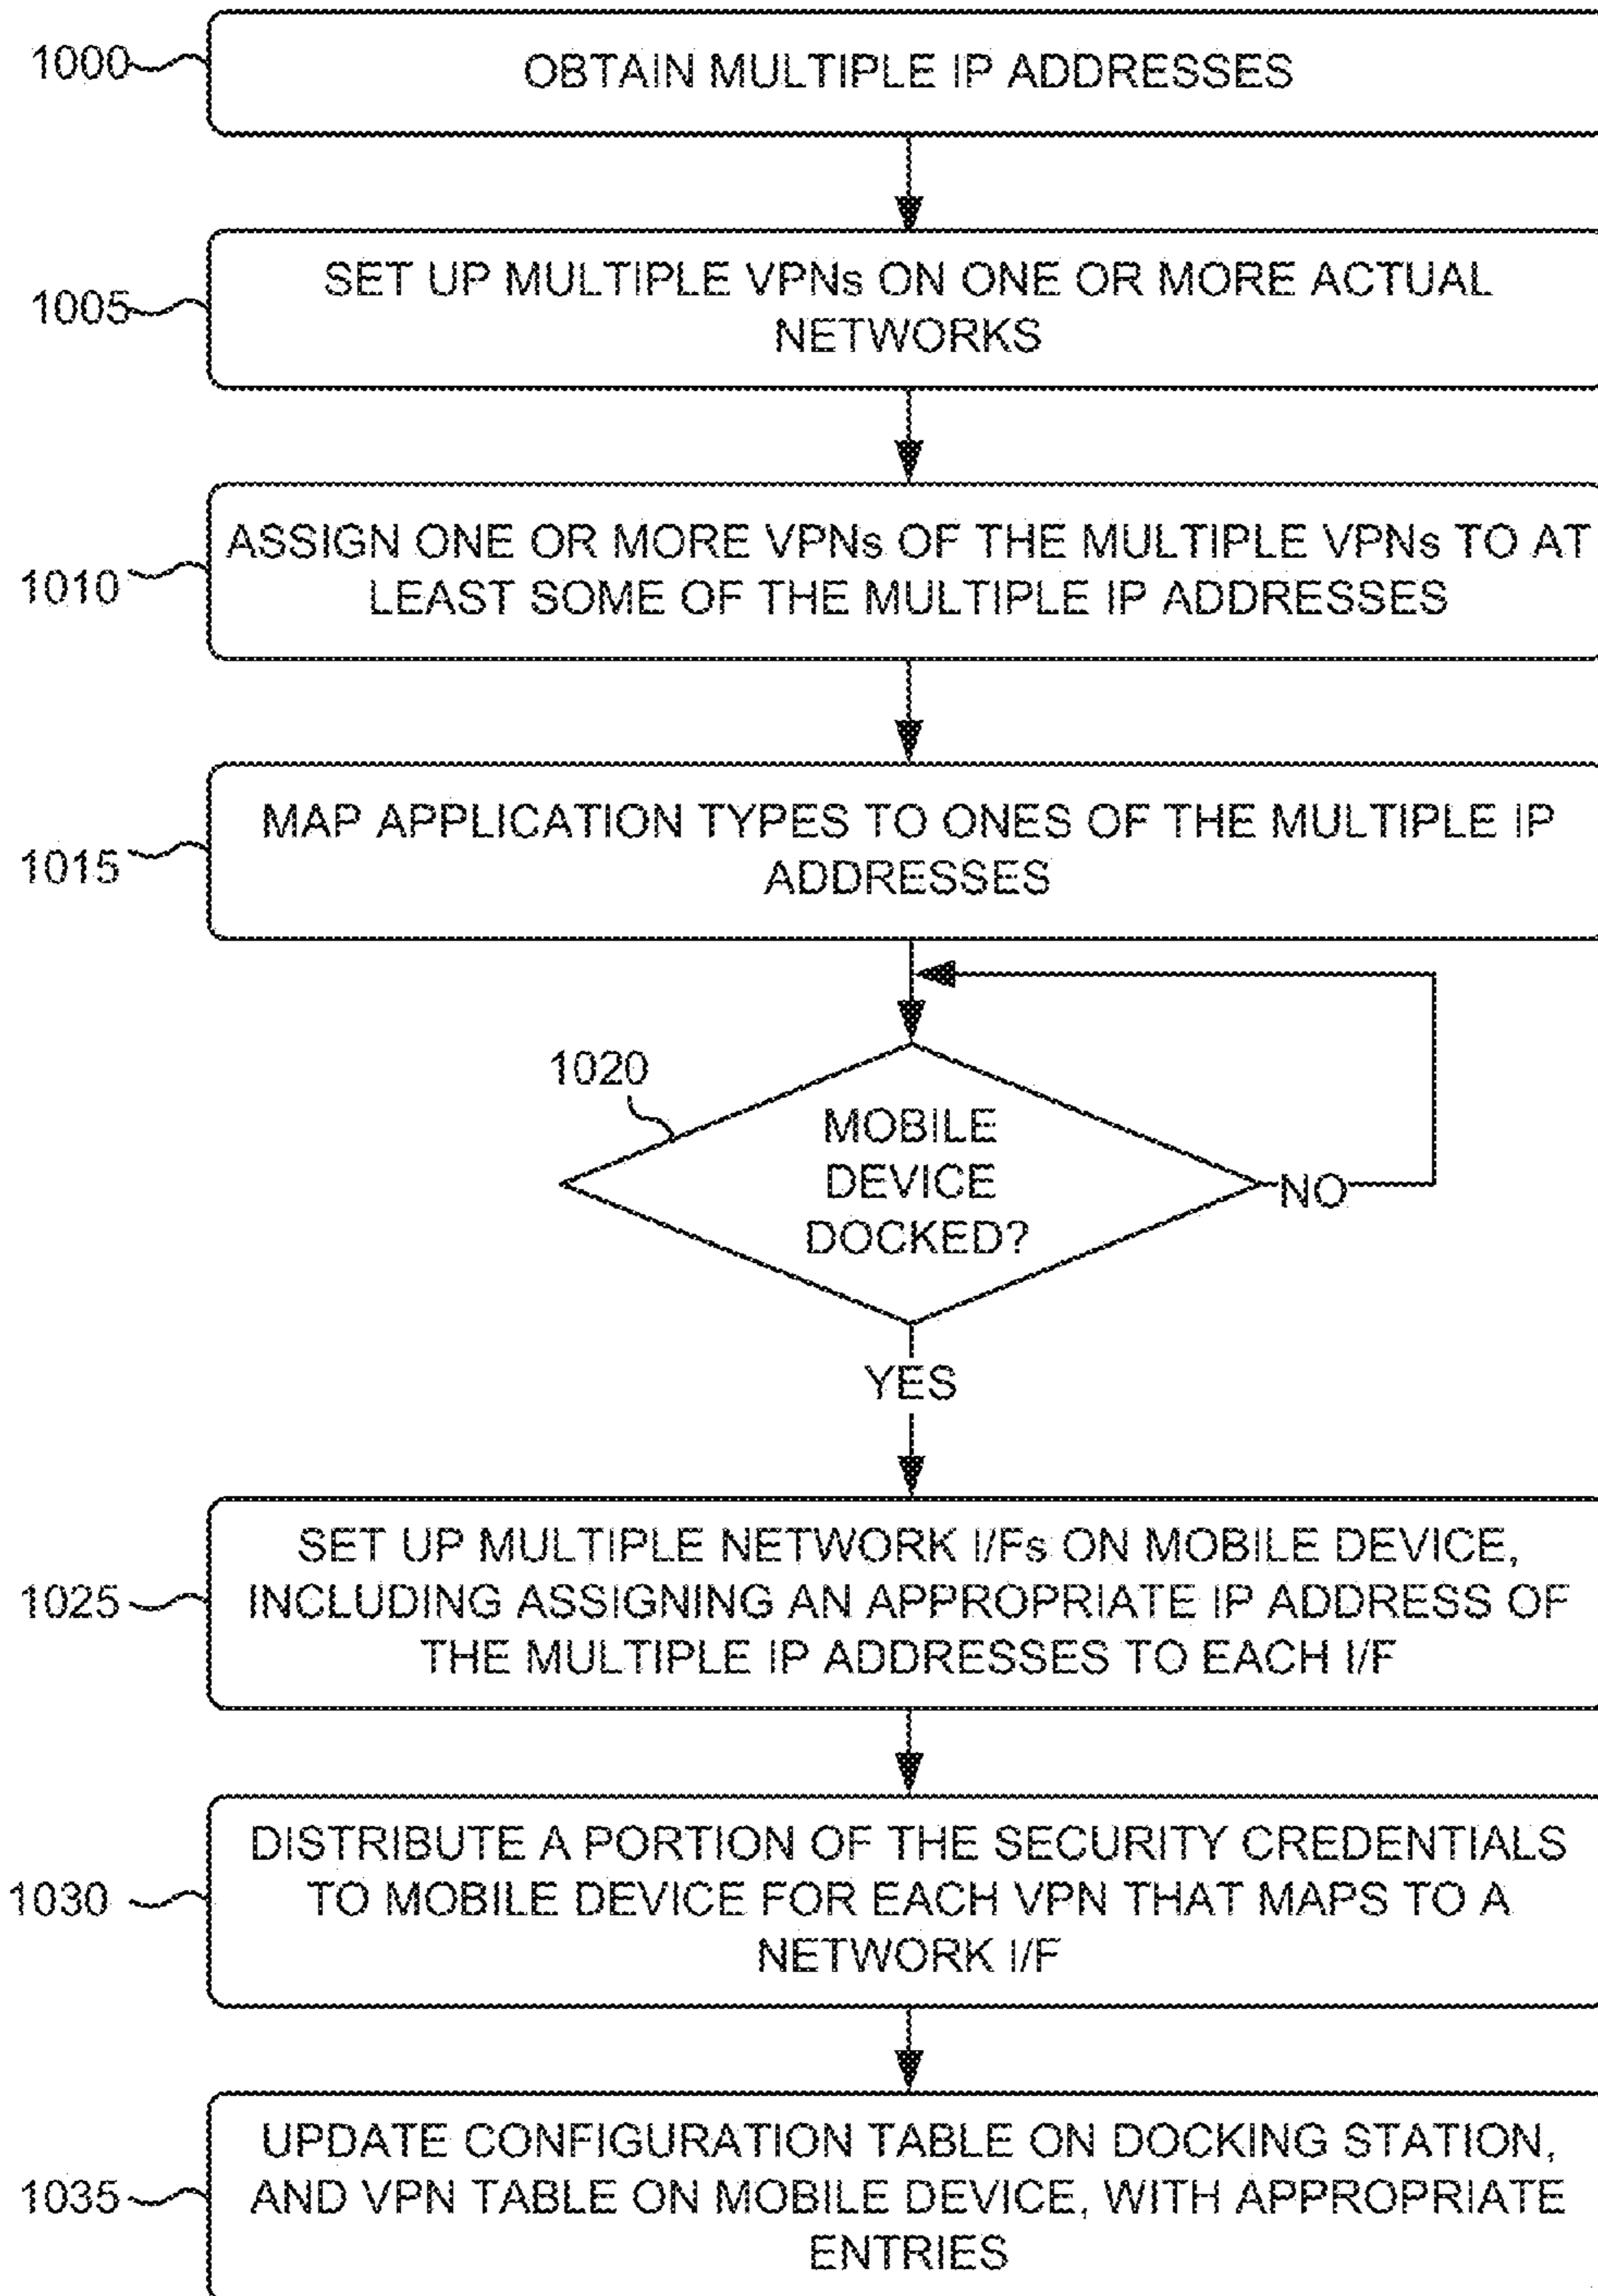 1000
OBTAIN MULTIPLE IP ADDRESSES
1005
SET UP MULTIPLE VPNs ON ONE OR MORE ACTUAL
NETWORKS
1010
ASSIGN ONE OR MORE VPNs OF THE MULTIPLE VPNs TO AT
LEAST SOME OF THE MULTIPLE IP ADDRESSES
1015
MAP APPLICATION TYPES TO ONES OF THE MULTIPLE IP
ADDRESSES
1020
MOBILE
DEVICE
DOCKED?
NO
YES
1025
SET UP MULTIPLE NETWORK I/Fs ON MOBILE DEVICE,
INCLUDING ASSIGNING AN APPROPRIATE IP ADDRESS OF
THE MULTIPLE IP ADDRESSES TO EACH I/F
1030
DISTRIBUTE A PORTION OF THE SECURITY CREDENTIALS
TO MOBILE DEVICE FOR EACH VPN THAT MAPS TO A
NETWORK I/F
1035
UPDATE CONFIGURATION TABLE ON DOCKING STATION,
AND VPN TABLE ON MOBILE DEVICE, WITH APPROPRIATE
ENTRIES